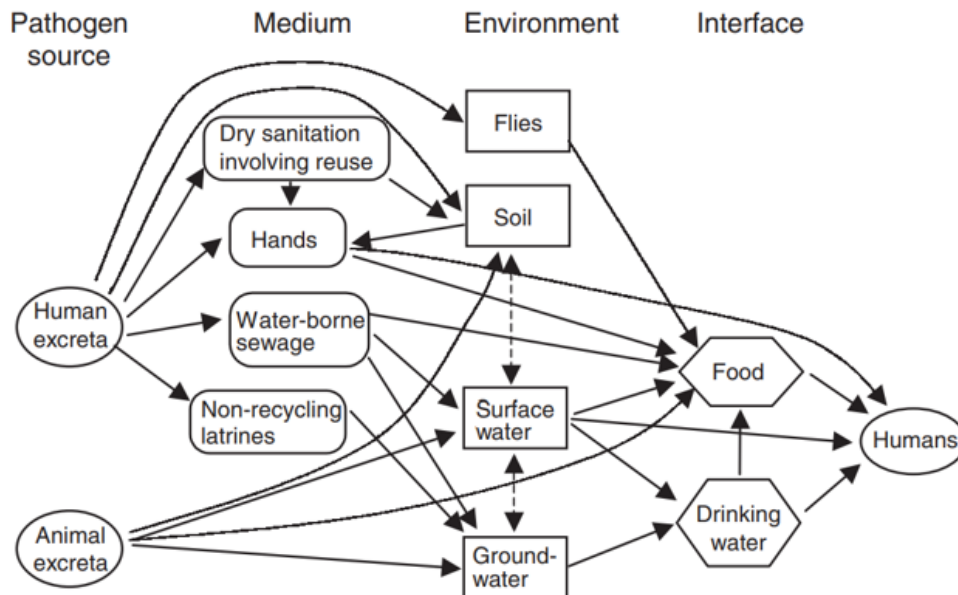 Pathogen
source
Medium
Environment
Interface
Flies
Dry sanitation
involving reuse
Soil
Hands
Human
excreta
Water-borne
sewage
Food
Non-recycling
latrines
Surface
water
Humans
Animal
excreta
Drinking
water
Ground-
water